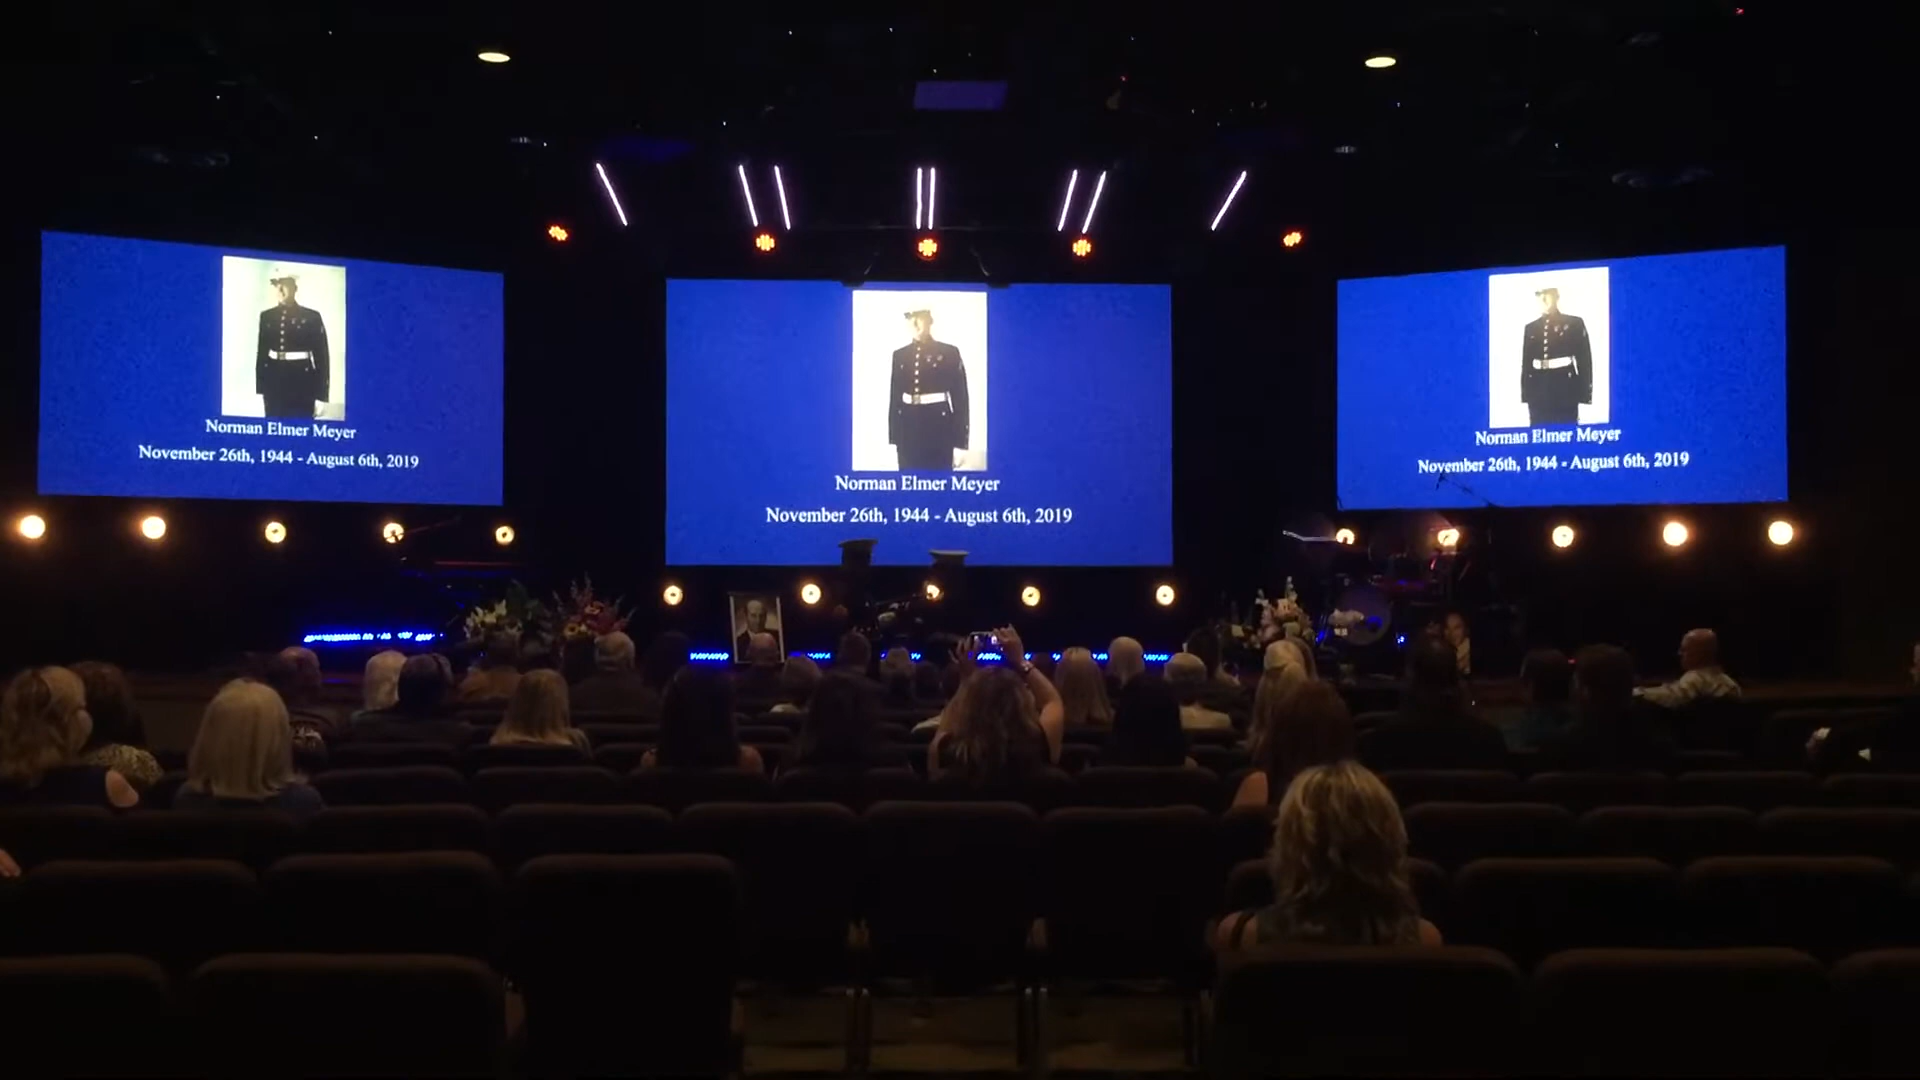 Norman Elmer Meyer
November 26th, 1944 - August 6th, 2019
Norman Elmer Meyer
November 26th, 1944 - August 6th, 2019
Norman Elmer Meyer
November 26th, 1944 - August 6th, 2019